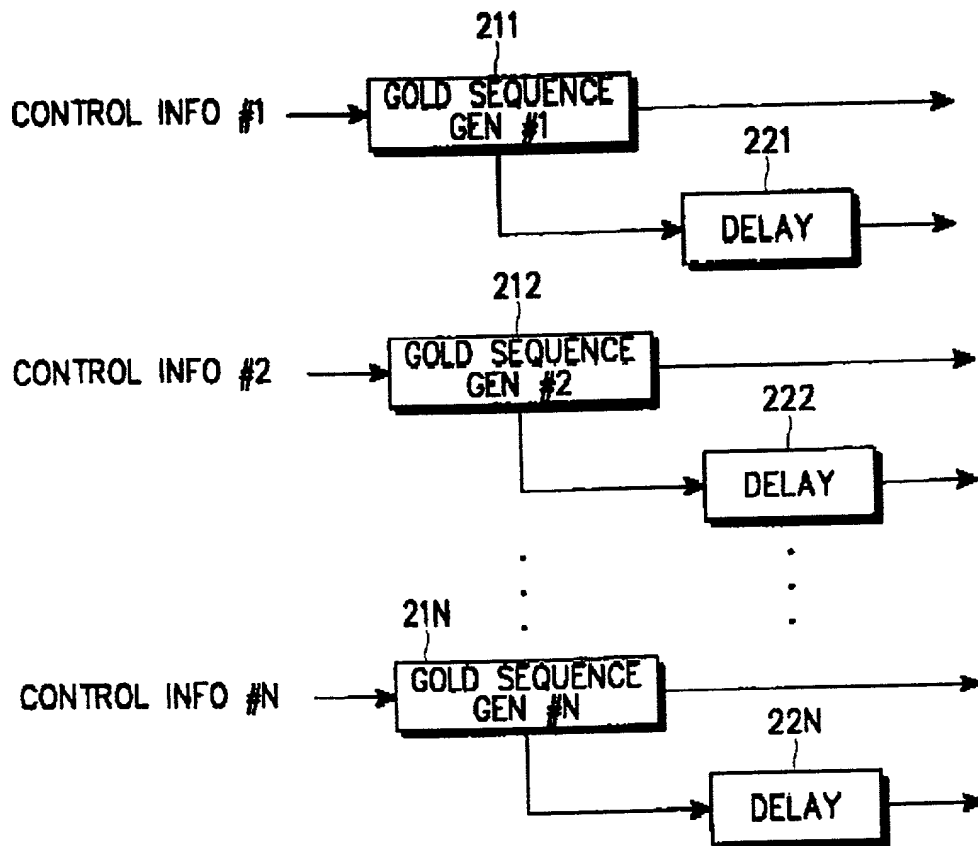 211
CONTROL INFO #1
GOLD SEQUENCE
GEN #1
221
DELAY
212
CONTROL INFO #2
GOLD SEQUENCE
GEN #2
222
DELAY
21N
CONTROL INFO #N
GOLD SEQUENCE
GEN #N
22N
DELAY